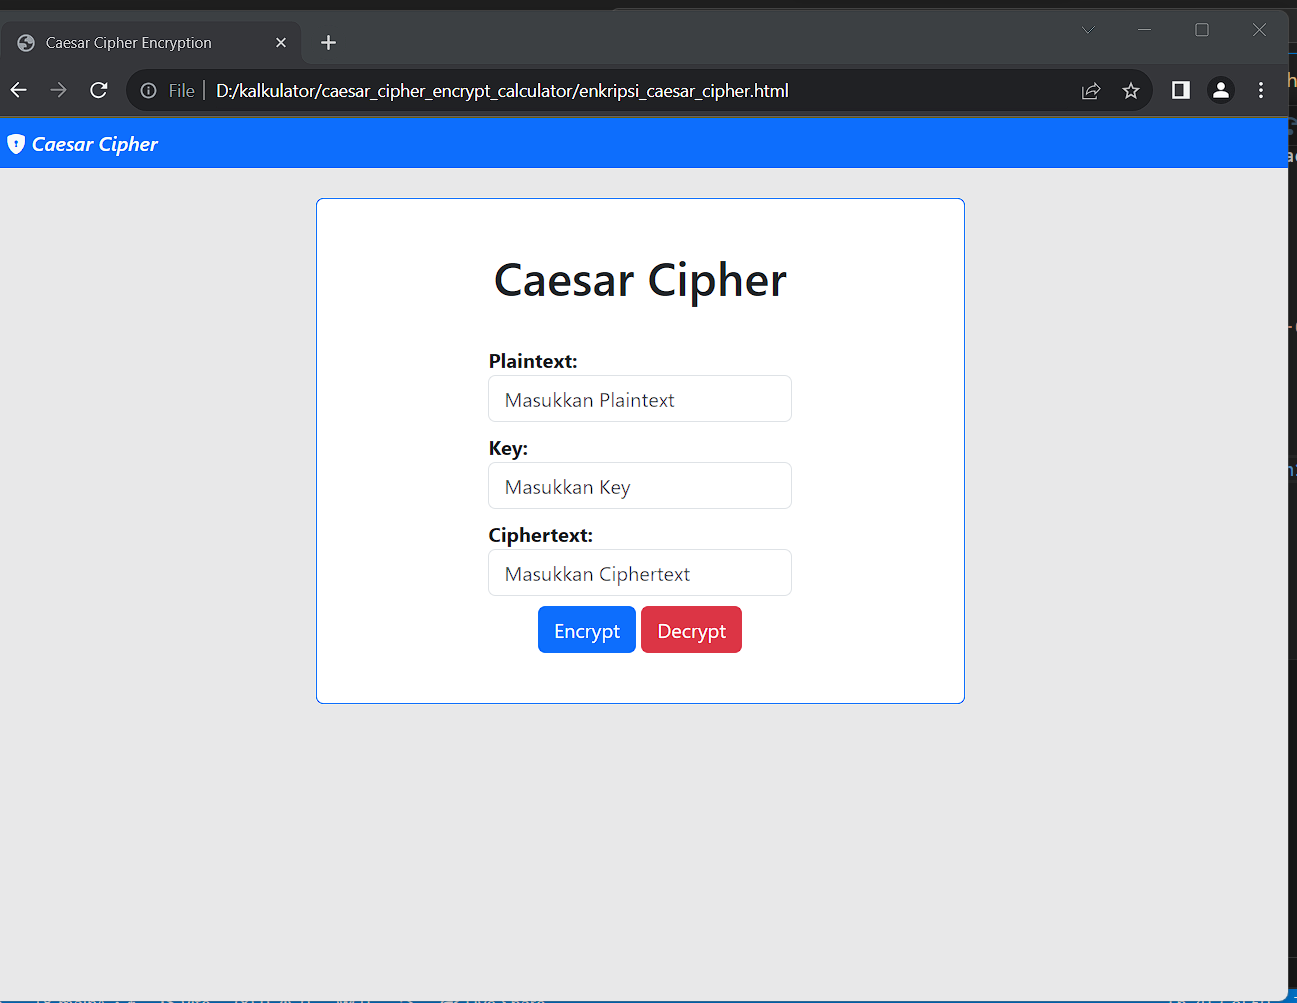 Caesar Cipher Encryption
File D:/kalkulator/caesar_cipher_encrypt_calculator/enkripsi_caesar_cipher.html
Caesar Cipher
Caesar Cipher
Plaintext:
Masukkan Plaintext
Key:
Masukkan Key
Ciphertext:
Masukkan Ciphertext
Encrypt Decrypt